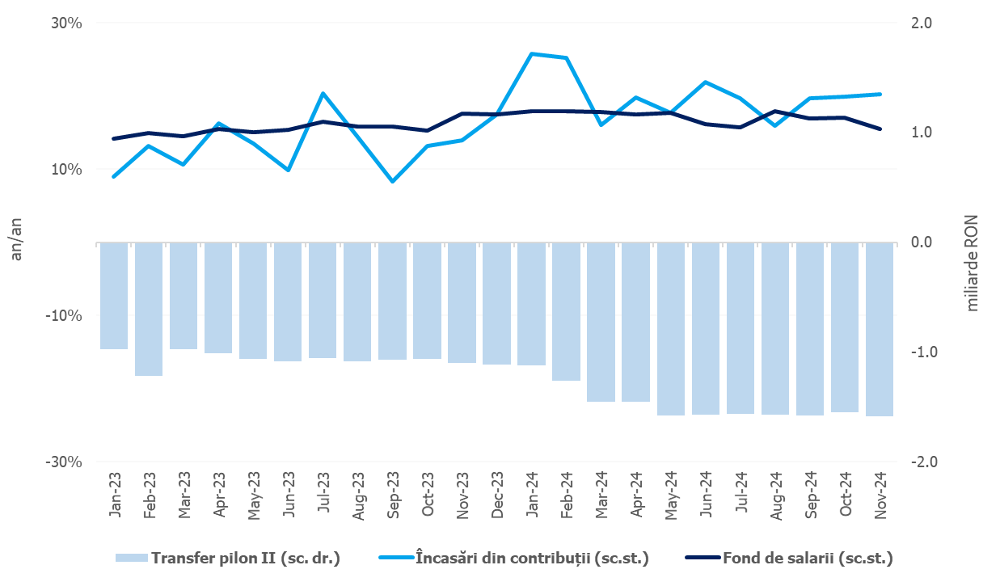 30%
10%
-10%
-30%
an/an
2.0
1.0
0.0
-1.0
-2.0
miliarde RON
Jan-23
Feb-23
Mar-23
Apr-23
May-23
Jun-23
Jul-23
Aug-23
Sep-23
Oct-23
Nov-23
Dec-23
Jan-24
Feb-24
Mar-24
Apr-24
May-24
Jun-24
Jul-24
Aug-24
Sep-24
Oct-24
Nov-24
Transfer pilon II (sc. dr.)
Încasări din contribuții (sc.st.)
Fond de salarii (sc.st.)